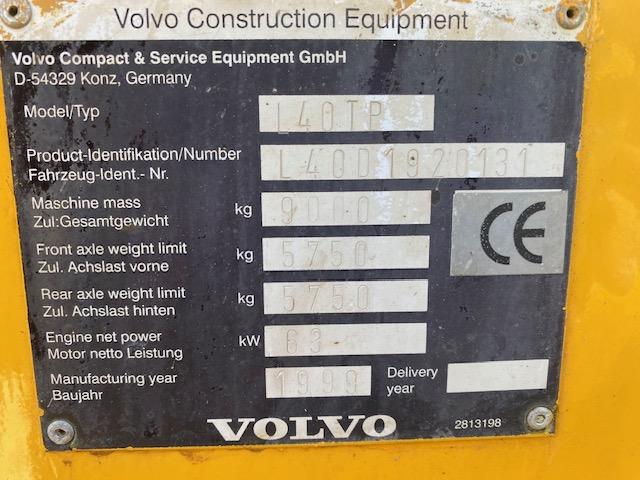 Volvo Construction Equipment
Volvo Compact & Service Equipment GmbH
D-54329 Konz, Germany
Model/Typ L40TP
Product-Identifikation/Number
Fahrzeug-Ident.- Nr. L40D1920131
Maschine mass
Zul:Gesamtgewicht kg 9000
Front axle weight limit
Zul. Achslast vorne kg 5750
Rear axle weight limit
Zul. Achslast hinten kg 5750
Engine net power
Motor netto Leistung kW 63
Manufacturing year
Baujahr 1999
Delivery
year
CE
VOLVO
2813198